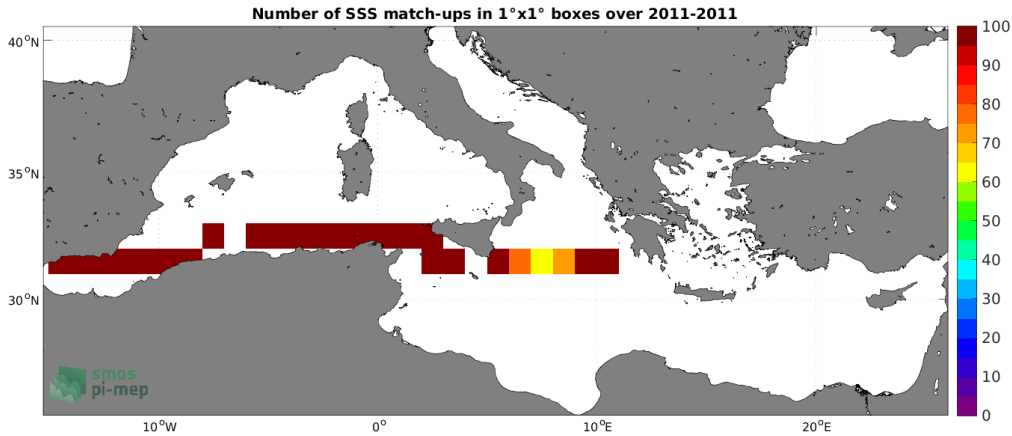 Number of SSS match-ups in 1°x1° boxes over 2011-2011
40°N
35°N
30°N
10°W
0°
10°E
20°E
100
90
80
70
60
50
40
30
20
10
0
smos
pi-mep